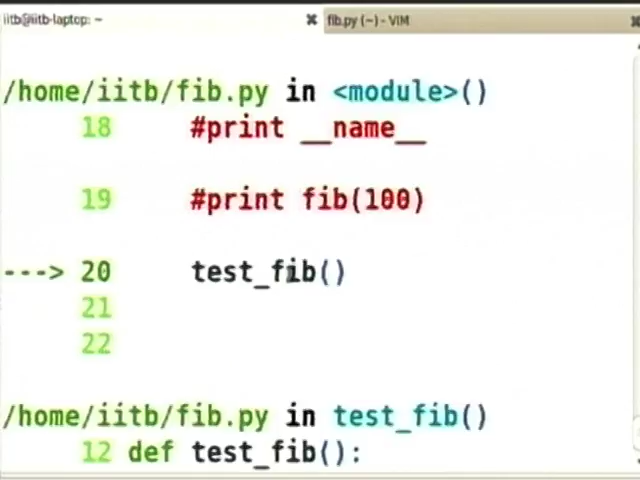 iitb@iitb-laptop: ~ ✖ fib.py (~) - VIM ✖
/home/iitb/fib.py in <module>()
18 #print __name__
19 #print fib(100)
---> 20 test_fib()
21
22
/home/iitb/fib.py in test_fib()
12 def test_fib():